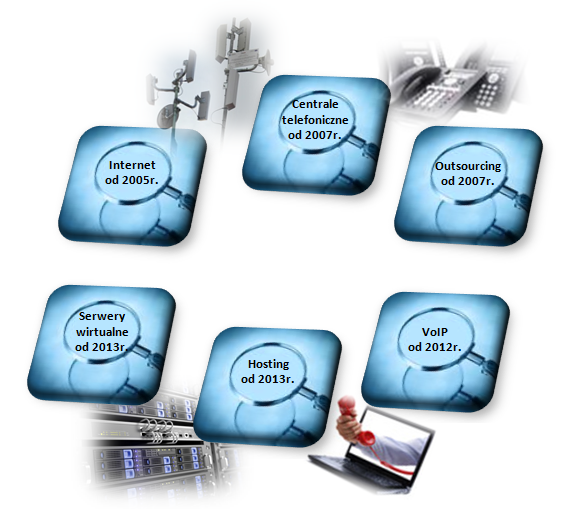 Centrale
telefoniczne
od 2007r.
Internet
od 2005r.
Outsourcing
od 2007r.
Serwery
wirtualne
od 2013r.
Hosting
od 2013r.
VoIP
od 2012r.